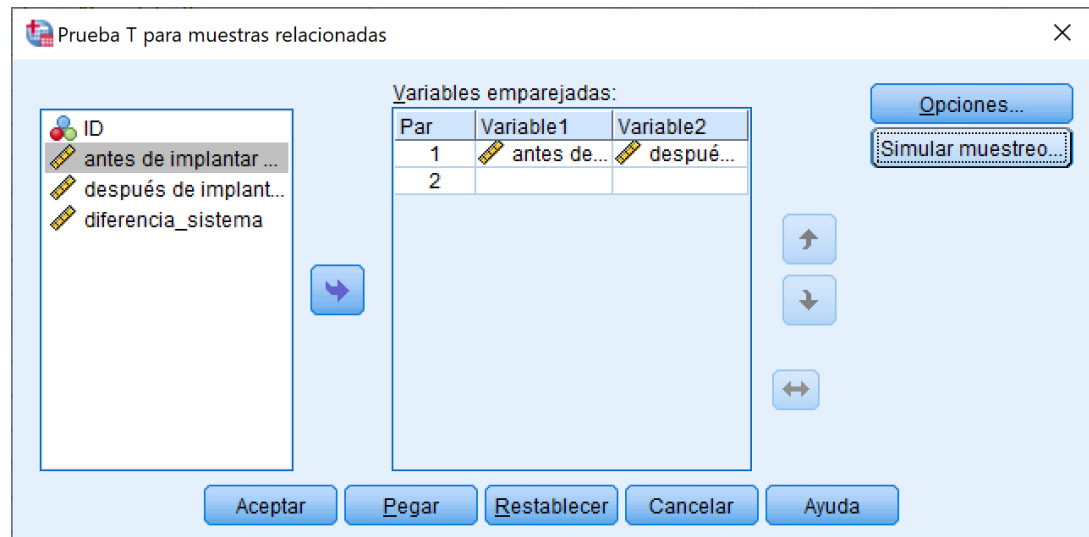 Prueba T para muestras relacionadas
ID
antes de implantar ...
después de implant...
diferencia_sistema
Variables emparejadas:
Par Variable1 Variable2
1 antes de... despué...
2
Opciones...
Simular muestreo...
Aceptar Pegar Restablecer Cancelar Ayuda